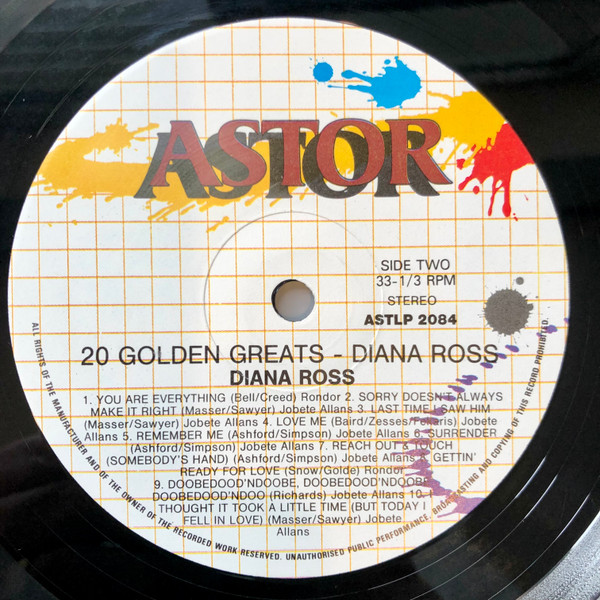 ASTOR
SIDE TWO
33-1/3 RPM
STEREO
ASTLP 2084
20 GOLDEN GREATS - DIANA ROSS
DIANA ROSS
1. YOU ARE EVERYTHING (Bell/Creed) Rondor 2. SORRY DOESN'T ALWAYS
MAKE IT RIGHT (Masser/Sawyer) Jobete Allans 3. LAST TIME I SAW HIM
(Masser/Sawyer) Jobete Allans 4. LOVE ME (Baird/Zesses/Fekaris) Jobete
Allans 5. REMEMBER ME (Ashford/Simpson) Jobete Allans 6. SURRENDER
(Ashford/Simpson) Jobete Allans 7. REACH OUT & TOUCH
(SOMEBODY'S HAND) (Ashford/Simpson) Jobete Allans 8. GETTIN'
READY FOR LOVE (Snow/Golde) Rondor
9. DOOBEDOOD'NDOOBE, DOOBEDOOD'NDOOBE
DOOBEDOOD'NDOO (Richards) Jobete Allans 10. I
THOUGHT IT TOOK A LITTLE TIME (BUT TODAY I
FELL IN LOVE) (Masser/Sawyer) Jobete
Allans
ALL RIGHTS OF THE MANUFACTURER AND OF THE OWNER OF THE RECORDED WORK RESERVED. UNAUTHORISED PUBLIC PERFORMANCE, BROADCASTING AND COPYING OF THIS RECORD PROHIBITED.